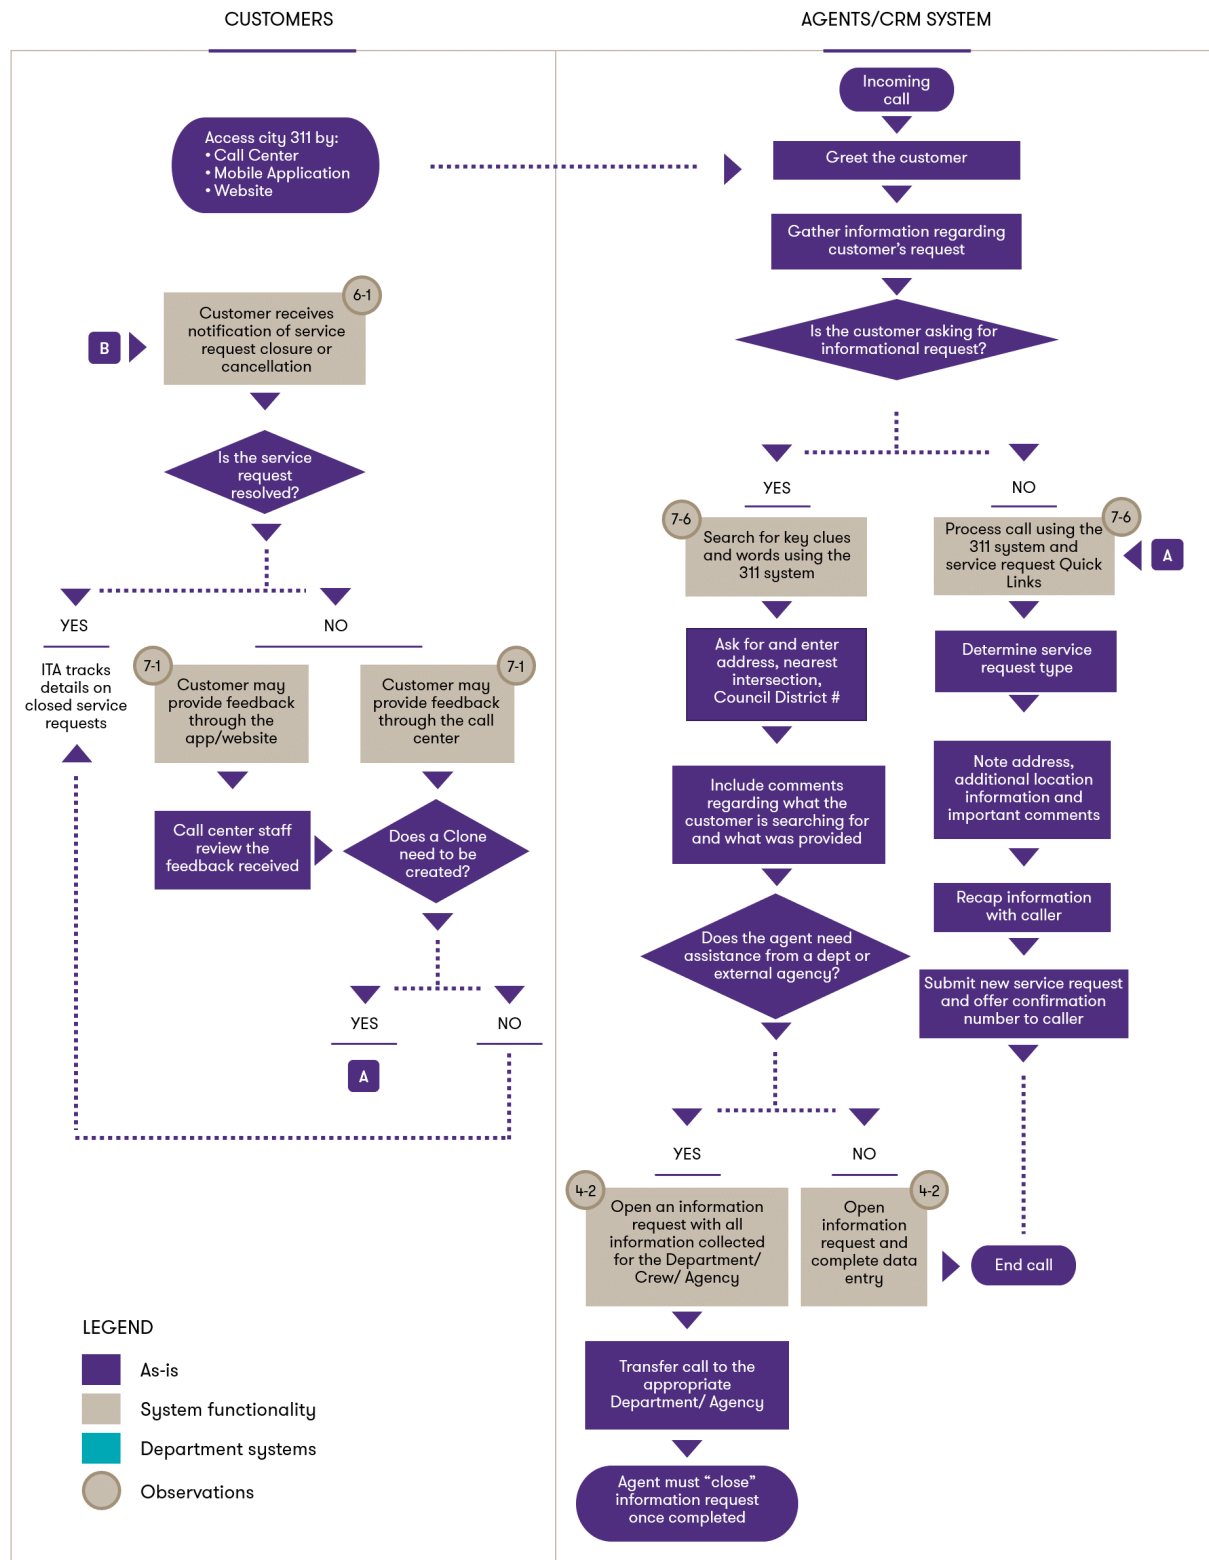 CUSTOMERS
Access city 311 by:
• Call Center
• Mobile Application
• Website
6-1
Customer receives
notification of service
request closure or
cancellation
B
Is the service
request
resolved?
YES
NO
ITA tracks
details on
closed service
requests
7-1
Customer may
provide feedback
through the
app/website
7-1
Customer may
provide feedback
through the call
center
Call center staff
review the
feedback received
Does a Clone
need to be
created?
YES
NO
A
LEGEND
As-is
System functionality
Department systems
Observations
AGENTS/CRM SYSTEM
Incoming
call
Greet the customer
Gather information regarding
customer’s request
Is the customer asking for
informational request?
YES
NO
7-6
Search for key clues
and words using the
311 system
7-6
Process call using the
311 system and
service request Quick
Links
A
Ask for and enter
address, nearest
intersection,
Council District #
Determine service
request type
Include comments
regarding what the
customer is searching for
and what was provided
Note address,
additional location
information and
important comments
Recap information
with caller
Does the agent need
assistance from a dept or
external agency?
Submit new service request
and offer confirmation
number to caller
YES
NO
4-2
Open an information
request with all
information collected
for the Department/
Crew/ Agency
4-2
Open
information
request and
complete data
entry
End call
Transfer call to the
appropriate
Department/ Agency
Agent must “close”
information request
once completed